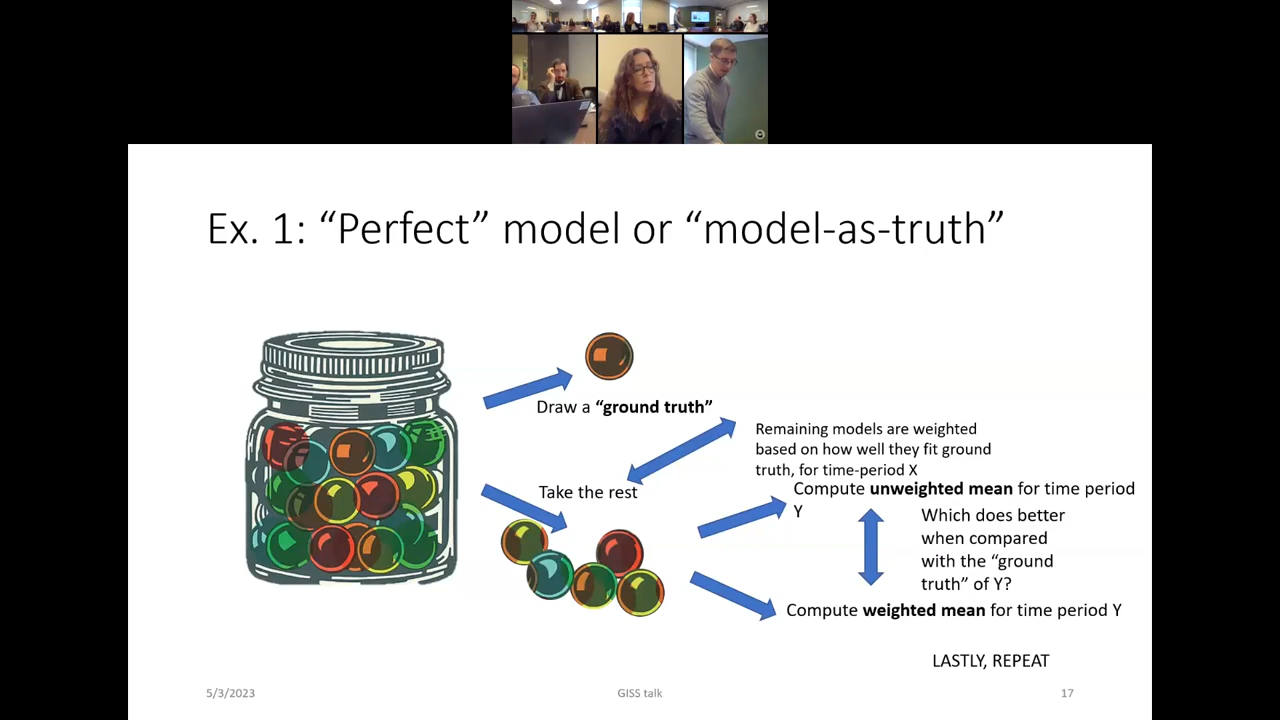 Ex. 1: “Perfect” model or “model-as-truth”
Draw a “ground truth”
Remaining models are weighted
based on how well they fit ground
truth, for time-period X
Take the rest
Compute unweighted mean for time period
Y
Which does better
when compared
with the “ground
truth” of Y?
Compute weighted mean for time period Y
LASTLY, REPEAT
5/3/2023
GISS talk
17